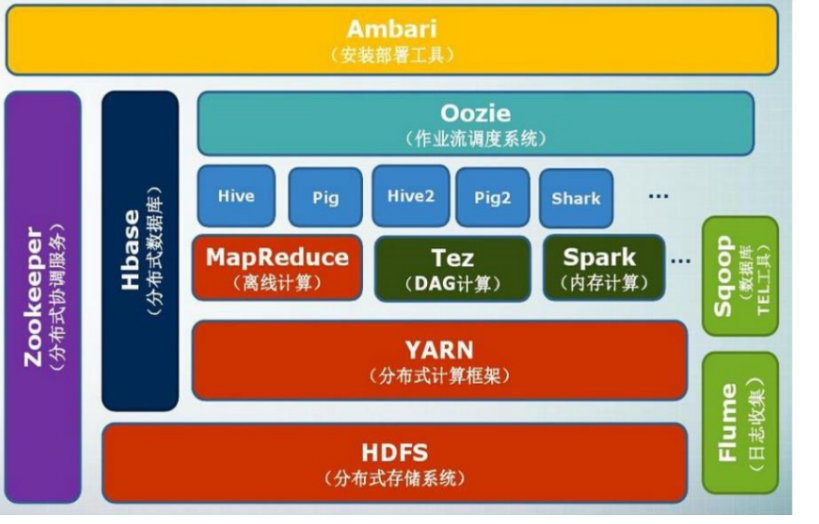 Ambari
（安装部署工具）
Zookeeper
（分布式协调服务）
Hbase
（分布式数据库）
Oozie
（作业流调度系统）
Hive
Pig
Hive2
Pig2
Shark
...
MapReduce
（离线计算）
Tez
（DAG计算）
Spark
（内存计算）
...
Sqoop
（数据库
TEL工具）
YARN
（分布式计算框架）
Flume
（日志收集）
HDFS
（分布式存储系统）